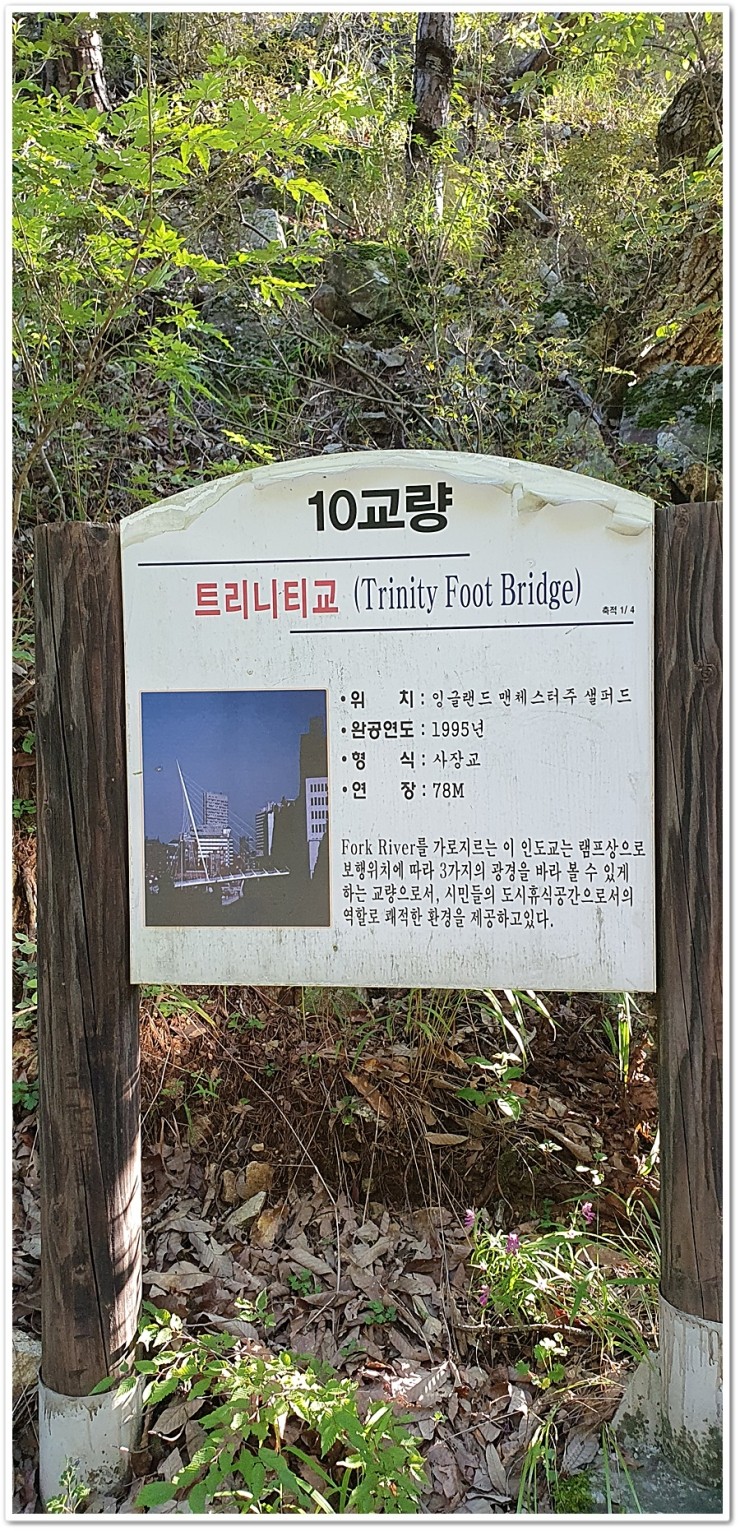 10교량
트리니티교 (Trinity Foot Bridge) 축척 1/4
•위 치 : 잉글랜드 맨체스터주 샐퍼드
•완공연도 : 1995년
•형 식 : 사장교
•연 장 : 78M
Fork River를 가로지르는 이 인도교는 램프상으로
보행위치에 따라 3가지의 광경을 바라 볼 수 있게
하는 교량으로서, 시민들의 도시휴식공간으로서의
역할로 쾌적한 환경을 제공하고있다.